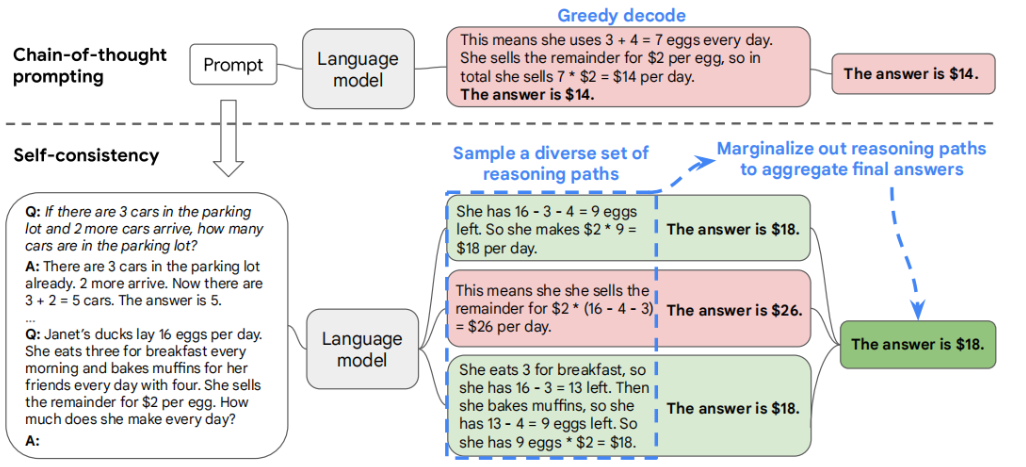 Greedy decode
Chain-of-thought
prompting
Prompt
Language
model
This means she uses 3 + 4 = 7 eggs every day.
She sells the remainder for $2 per egg, so in
total she sells 7 * $2 = $14 per day.
The answer is $14.
The answer is $14.
Self-consistency
Sample a diverse set of
reasoning paths
Marginalize out reasoning paths
to aggregate final answers
Q: If there are 3 cars in the parking
lot and 2 more cars arrive, how many
cars are in the parking lot?
A: There are 3 cars in the parking lot
already. 2 more arrive. Now there are
3 + 2 = 5 cars. The answer is 5.
...
Q: Janet's ducks lay 16 eggs per day.
She eats three for breakfast every
morning and bakes muffins for her
friends every day with four. She sells
the remainder for $2 per egg. How
much does she make every day?
A:
Language
model
She has 16 - 3 - 4 = 9 eggs
left. So she makes $2 * 9 =
$18 per day.
The answer is $18.
This means she she sells the
remainder for $2 * (16 - 4 - 3)
= $26 per day.
The answer is $26.
She eats 3 for breakfast, so
she has 16 - 3 = 13 left. Then
she bakes muffins, so she
has 13 - 4 = 9 eggs left. So
she has 9 eggs * $2 = $18.
The answer is $18.
The answer is $18.